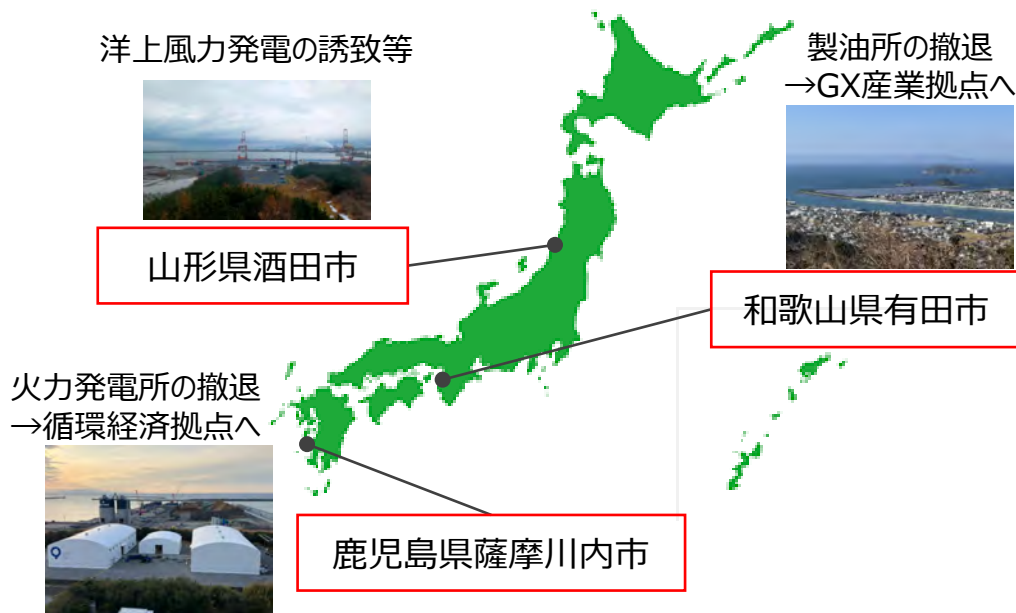 洋上風力発電の誘致等
山形県酒田市
製油所の撤退
→GX産業拠点へ
和歌山県有田市
火力発電所の撤退
→循環経済拠点へ
鹿児島県薩摩川内市